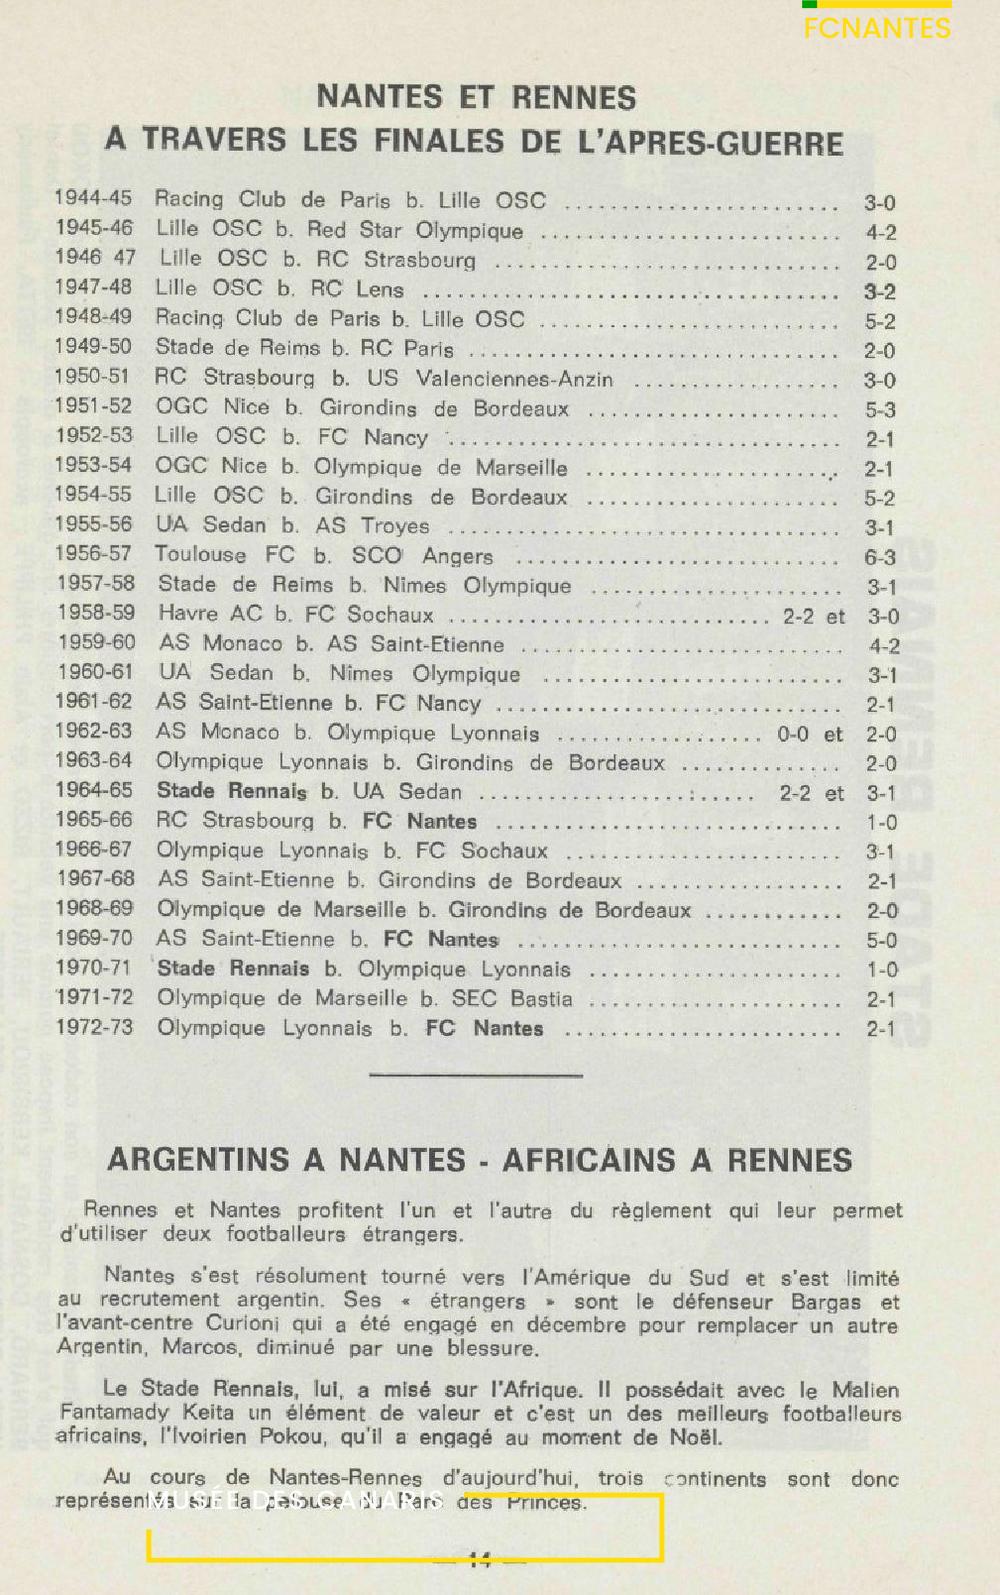 FCNANTES
NANTES ET RENNES
A TRAVERS LES FINALES DE L'APRES-GUERRE
1944-45 Racing Club de Paris b. Lille OSC ........................ 3-0
1945-46 Lille OSC b. Red Star Olympique ........................ 4-2
1946 47 Lille OSC b. RC Strasbourg ........................ 2-0
1947-48 Lille OSC b. RC Lens ........................ 3-2
1948-49 Racing Club de Paris b. Lille OSC ........................ 5-2
1949-50 Stade de Reims b. RC Paris ........................ 2-0
1950-51 RC Strasbourg b. US Valenciennes-Anzin ................ 3-0
1951-52 OGC Nice b. Girondins de Bordeaux .................... 5-3
1952-53 Lille OSC b. FC Nancy ........................ 2-1
1953-54 OGC Nice b. Olympique de Marseille .................... 2-1
1954-55 Lille OSC b. Girondins de Bordeaux .................... 5-2
1955-56 UA Sedan b. AS Troyes ........................ 3-1
1956-57 Toulouse FC b. SCO Angers ........................ 6-3
1957-58 Stade de Reims b. Nîmes Olympique .................... 3-1
1958-59 Havre AC b. FC Sochaux ........................ 2-2 et 3-0
1959-60 AS Monaco b. AS Saint-Etienne ........................ 4-2
1960-61 UA Sedan b. Nîmes Olympique ........................ 3-1
1961-62 AS Saint-Etienne b. FC Nancy ........................ 2-1
1962-63 AS Monaco b. Olympique Lyonnais ................. 0-0 et 2-0
1963-64 Olympique Lyonnais b. Girondins de Bordeaux .............. 2-0
1964-65 Stade Rennais b. UA Sedan ........................ 2-2 et 3-1
1965-66 RC Strasbourg b. FC Nantes ........................ 1-0
1966-67 Olympique Lyonnais b. FC Sochaux ........................ 3-1
1967-68 AS Saint-Etienne b. Girondins de Bordeaux ................. 2-1
1968-69 Olympique de Marseille b. Girondins de Bordeaux ............ 2-0
1969-70 AS Saint-Etienne b. FC Nantes ........................ 5-0
1970-71 Stade Rennais b. Olympique Lyonnais .................... 1-0
1971-72 Olympique de Marseille b. SEC Bastia .................... 2-1
1972-73 Olympique Lyonnais b. FC Nantes ........................ 2-1
ARGENTINS A NANTES - AFRICAINS A RENNES
Rennes et Nantes profitent l'un et l'autre du règlement qui leur permet
d'utiliser deux footballeurs étrangers.
Nantes s'est résolument tourné vers l'Amérique du Sud et s'est limité
au recrutement argentin. Ses « étrangers » sont le défenseur Bargas et
l'avant-centre Curioni qui a été engagé en décembre pour remplacer un autre
Argentin, Marcos, diminué par une blessure.
Le Stade Rennais, lui, a misé sur l'Afrique. Il possédait avec le Malien
Fantamady Keita un élément de valeur et c'est un des meilleurs footballeurs
africains, l'Ivoirien Pokou, qu'il a engagé au moment de Noël.
Au cours de Nantes-Rennes d'aujourd'hui, trois continents sont donc
représentés sur la pelouse du Parc des Princes.
MUSÉE DES CANARIS
— 14 —